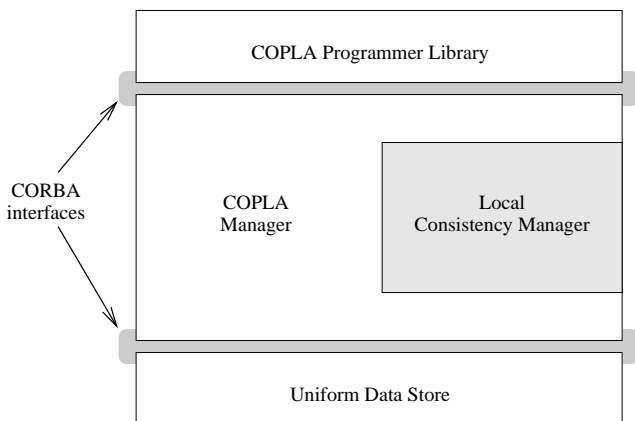 COPLA Programmer Library
CORBA
interfaces
COPLA
Manager
Local
Consistency Manager
Uniform Data Store